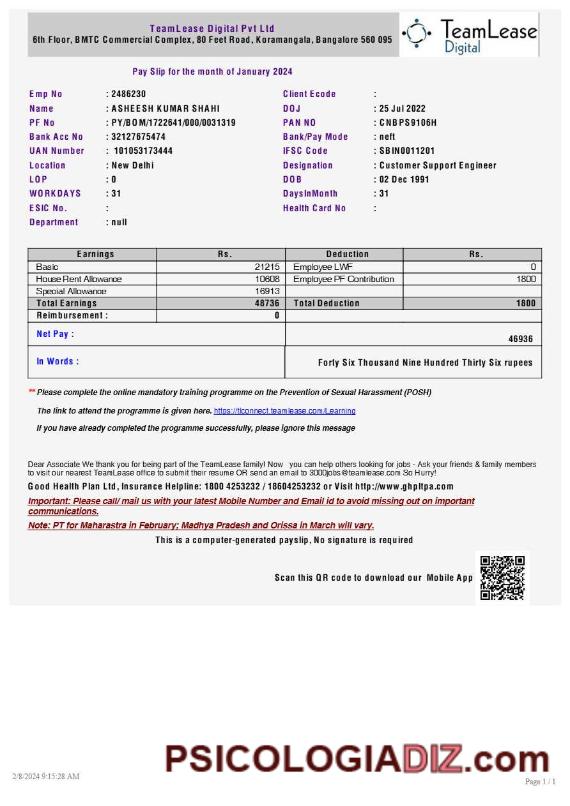 TeamLease Digital Pvt Ltd
6th Floor, BMTC Commercial Complex, 80 Feet Road, Koramangala, Bangalore 560 095
TeamLease
Digital
Pay Slip for the month of January 2024
Emp No : 2486230 Client Ecode :
Name : ASHEESH KUMAR SHAHI DOJ : 25 Jul 2022
PF No : PY/BOM/1722641/000/0031319 PAN NO : CNBPS9106H
Bank Acc No : 32127675474 Bank/Pay Mode : neft
UAN Number : 101053173444 IFSC Code : SBIN0011201
Location : New Delhi Designation : Customer Support Engineer
LOP : 0 DOB : 02 Dec 1991
WORKDAYS : 31 DaysInMonth : 31
ESIC No. : Health Card No :
Department : null
Earnings Rs. Deduction Rs.
Basic 21215 Employee LWF 0
House Rent Allowance 10608 Employee PF Contribution 1800
Special Allowance 16913
Total Earnings 48736 Total Deduction 1800
Reimbursement : 0
Net Pay : 46936
In Words : Forty Six Thousand Nine Hundred Thirty Six rupees
** Please complete the online mandatory training programme on the Prevention of Sexual Harassment (POSH)
The link to attend the programme is given here. https://tlconnect.teamlease.com/Learning
If you have already completed the programme successfully, please ignore this message
Dear Associate We thank you for being part of the TeamLease family! Now you can help others looking for jobs - Ask your friends & family members
to visit our nearest TeamLease office to submit their resume OR send an email to 3000jobs@teamlease.com So Hurry!
Good Health Plan Ltd, Insurance Helpline: 1800 4253232 / 18604253232 or Visit http://www.ghpltpa.com
Important: Please call/ mail us with your latest Mobile Number and Email id to avoid missing out on important
communications.
Note: PT for Maharastra in February; Madhya Pradesh and Orissa in March will vary.
This is a computer-generated payslip, No signature is required
Scan this QR code to download our Mobile App
PSICOLOGIADIZ.com
2/8/2024 9:15:28 AM Page 1 / 1